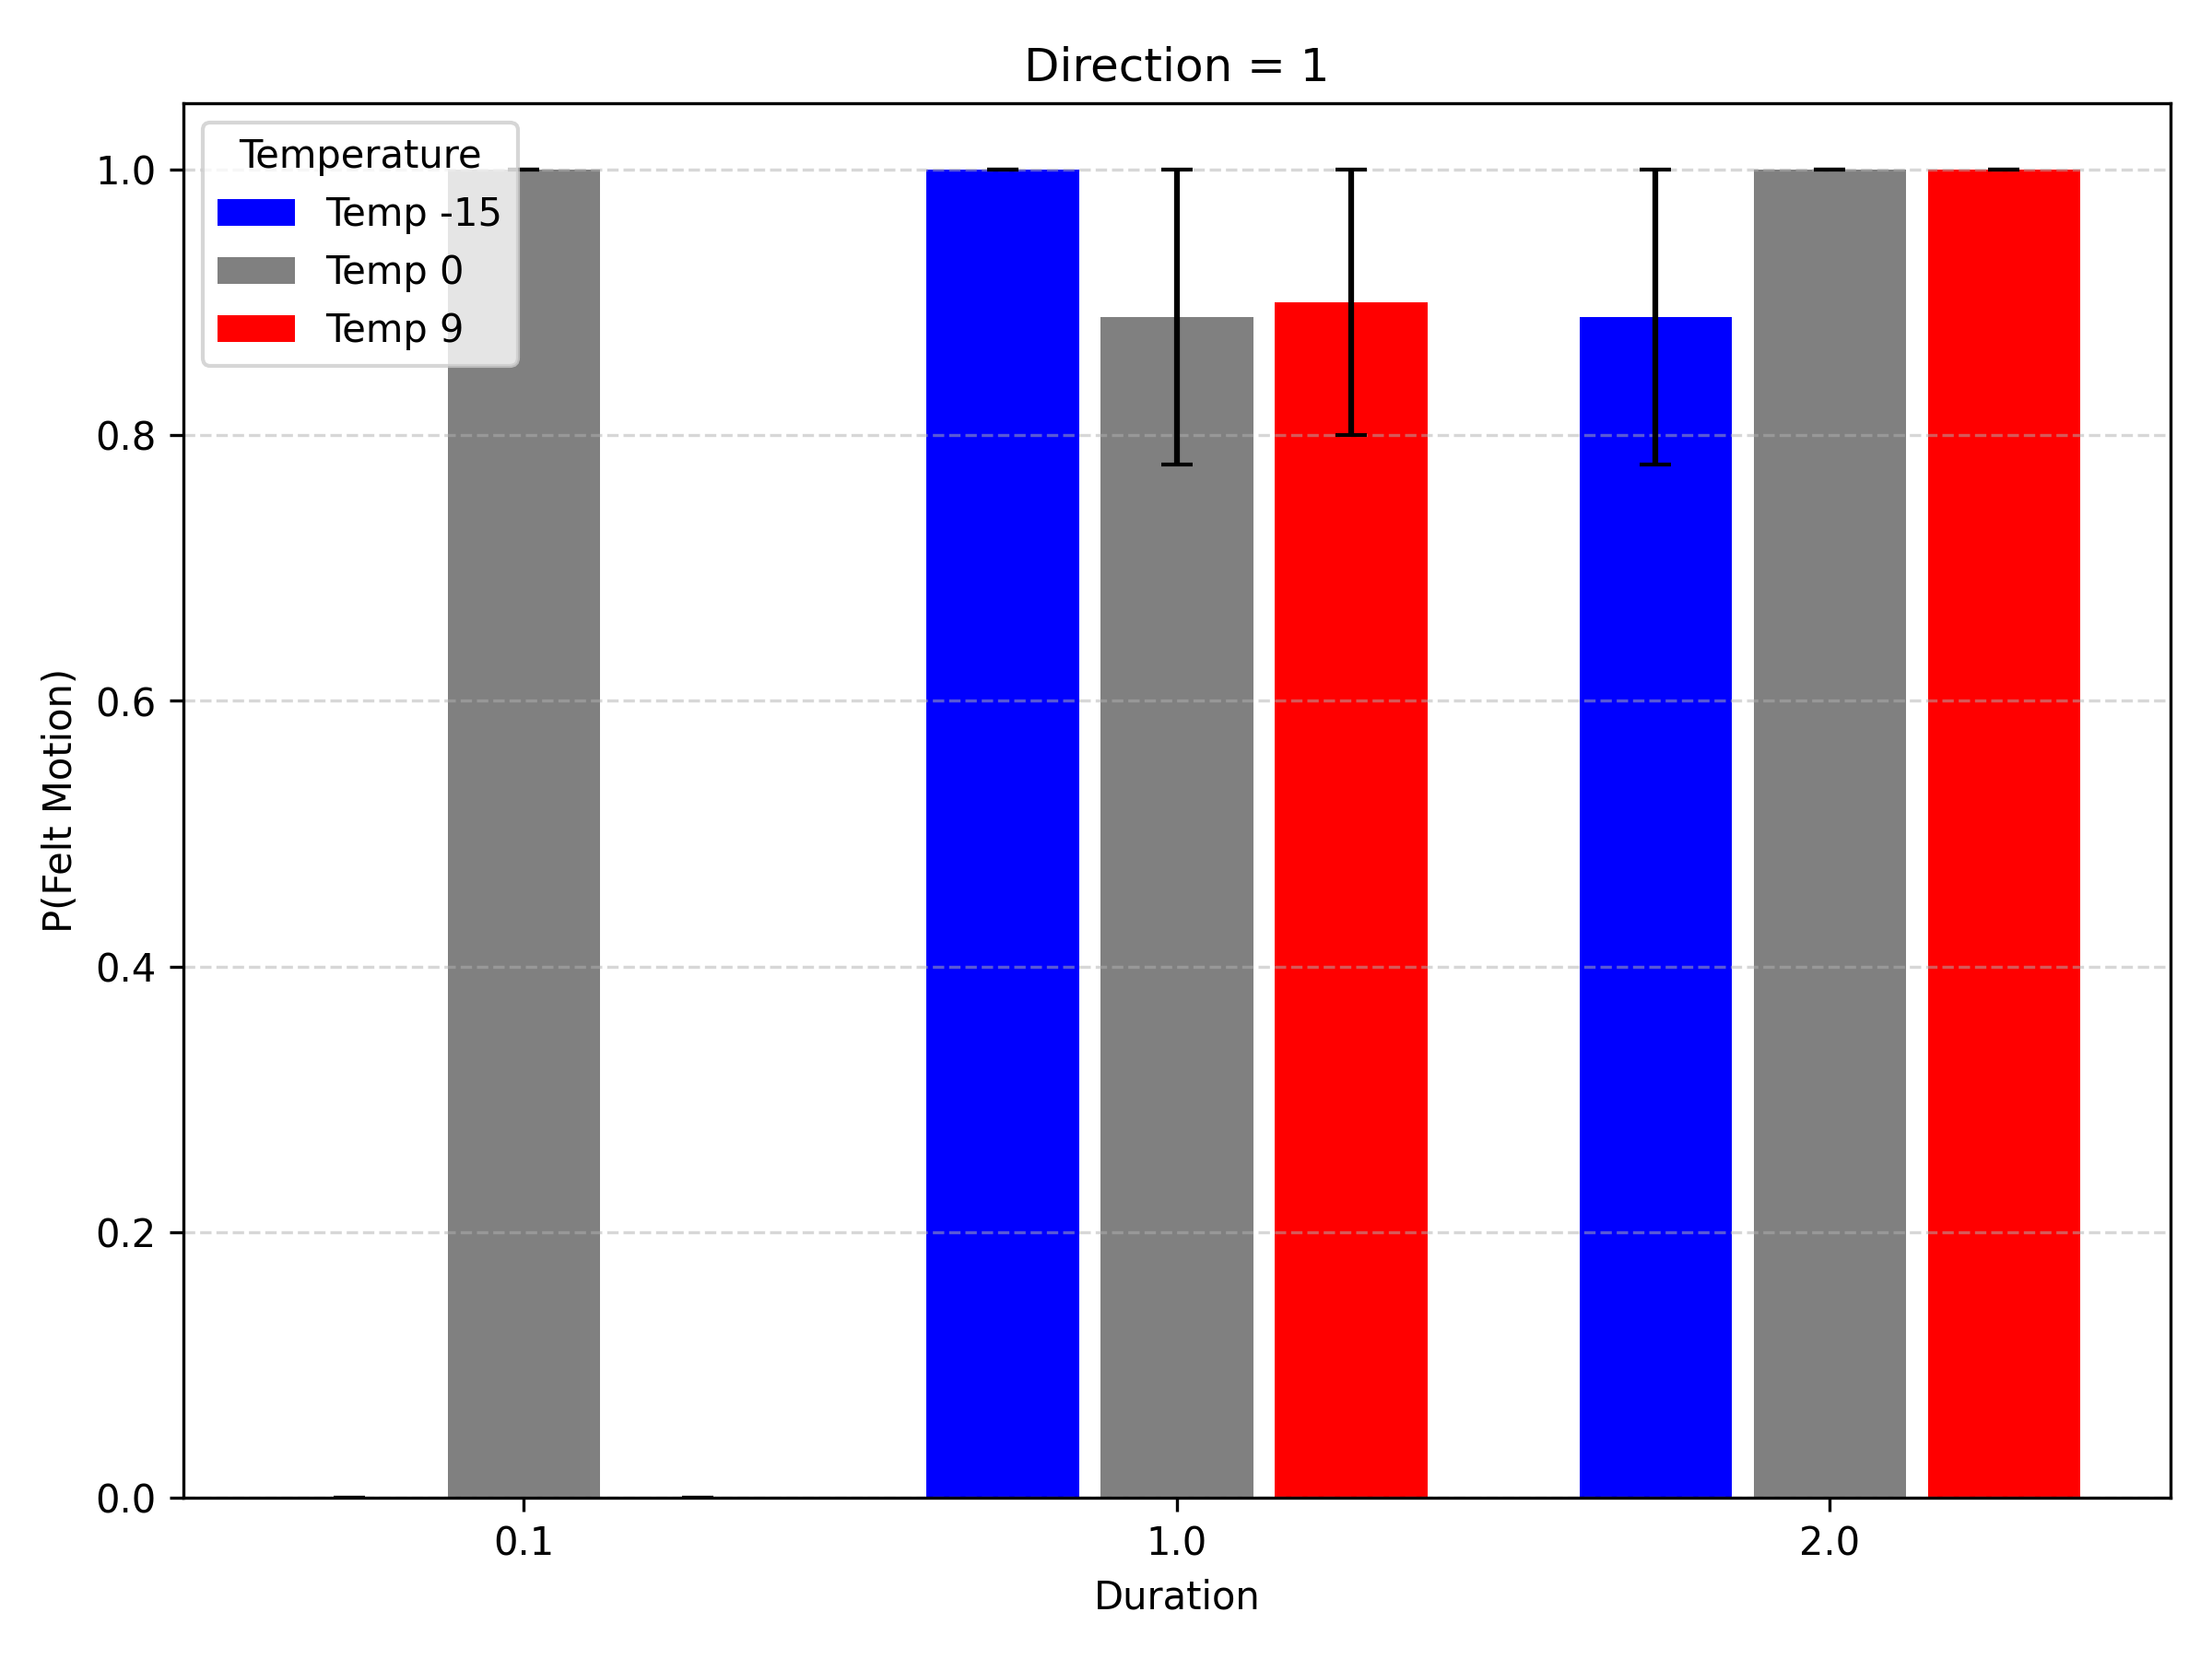 Direction = 1
Temperature
Temp -15
Temp 0
Temp 9
P(Felt Motion)
1.0
0.8
0.6
0.4
0.2
0.0
0.1
1.0
2.0
Duration